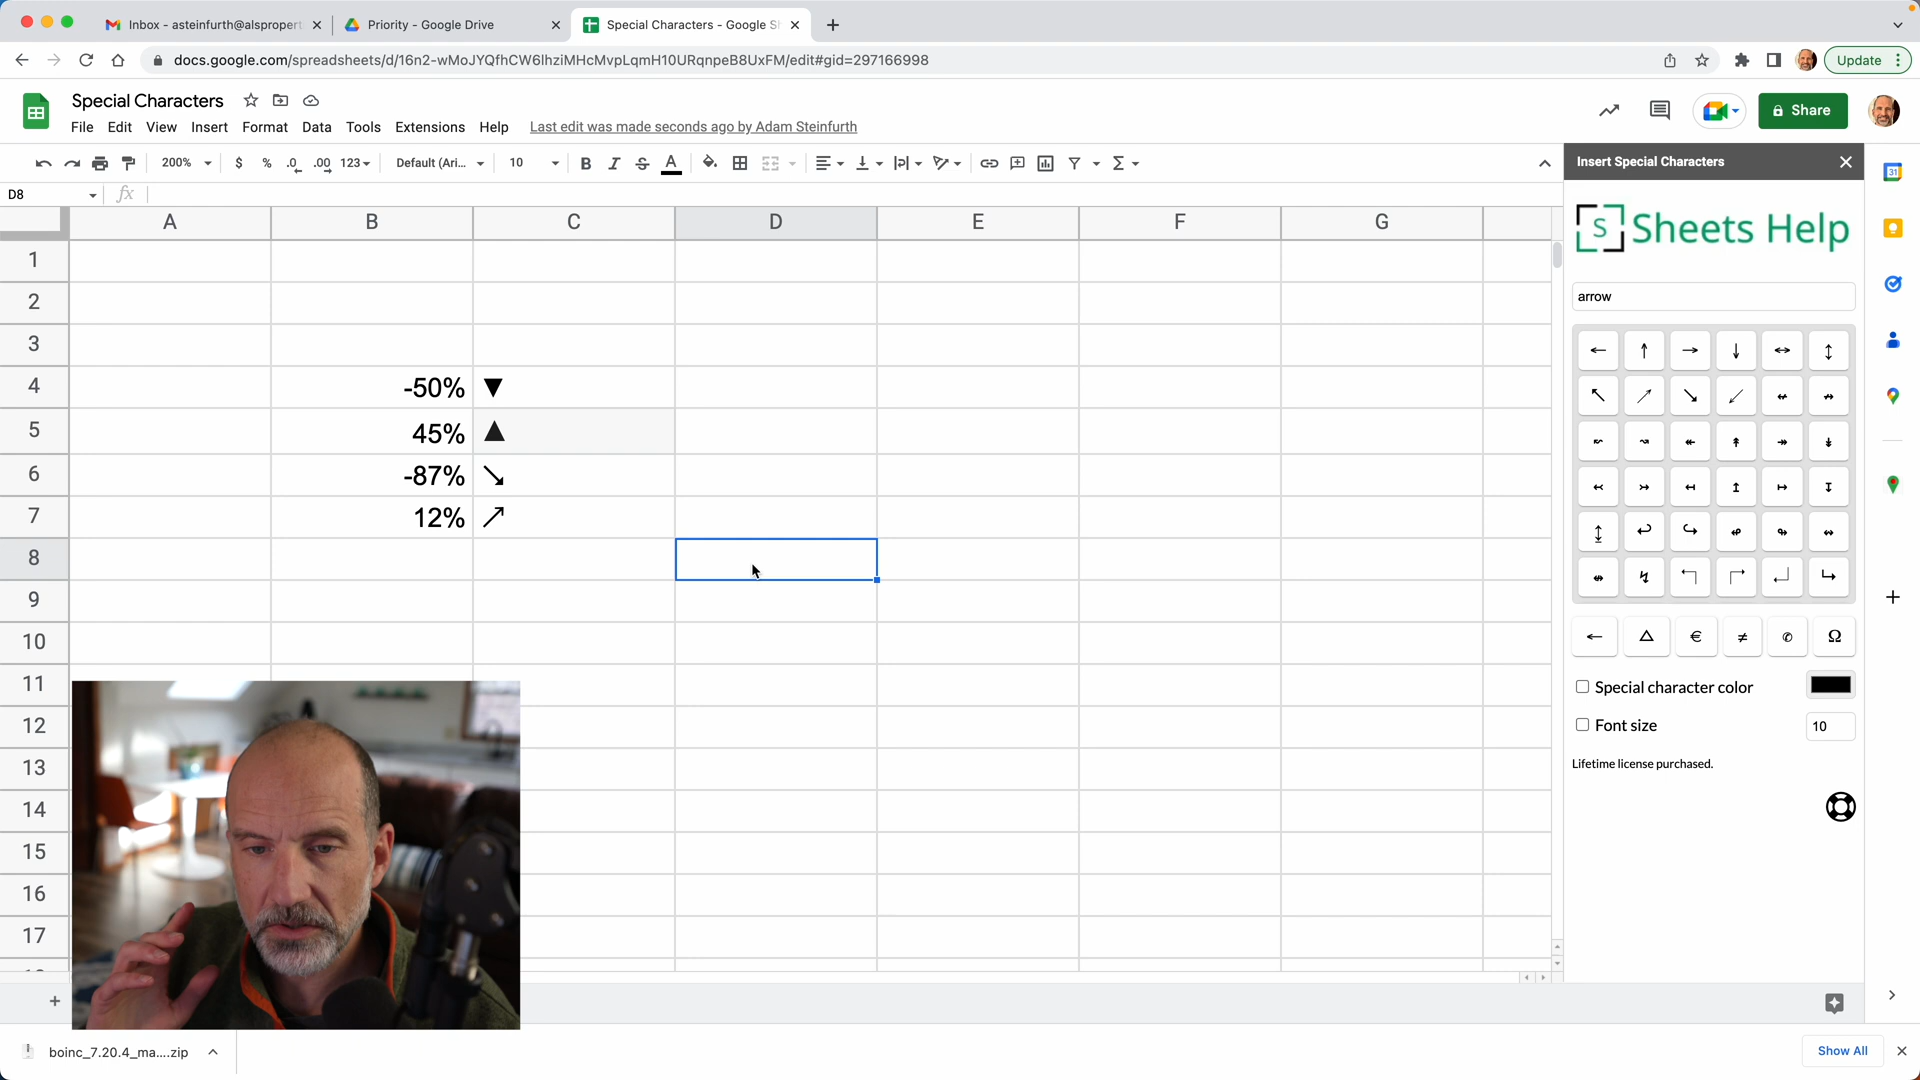 Inbox - asteinfurth@alspropert
Priority - Google Drive
Special Characters - Google Sh
docs.google.com/spreadsheets/d/16n2-wMoJYQfhCW6lhziMHcMvpLqmH10URqnpeB8UxFM/edit#gid=297166998
Update
Special Characters
File Edit View Insert Format Data Tools Extensions Help Last edit was made seconds ago by Adam Steinfurth
Share
200% $ % .0 .00 123 Default (Ari... 10 B I S A Σ
Insert Special Characters
31
D8 fx
A B C D E F G
S Sheets Help
1
2
3
4 -50% ▼
5 45% ▲
6 -87% ↘
7 12% ↗
8
9
10
11
12
13
14
15
16
17
arrow
← ↑ → ↓ ↔ ↕
↖ ↗ ↘ ↙ ↚ ↛
↜ ↝ ↞ ↟ ↠ ↡
↢ ↣ ↤ ↥ ↦ ↧
↨ ↩ ↪ ↫ ↬ ↭
↮ ↯ ↰ ↱ ↲ ↳
← △ € ≠ ✆ Ω
Special character color
Font size 10
Lifetime license purchased.
boinc_7.20.4_ma....zip
Show All